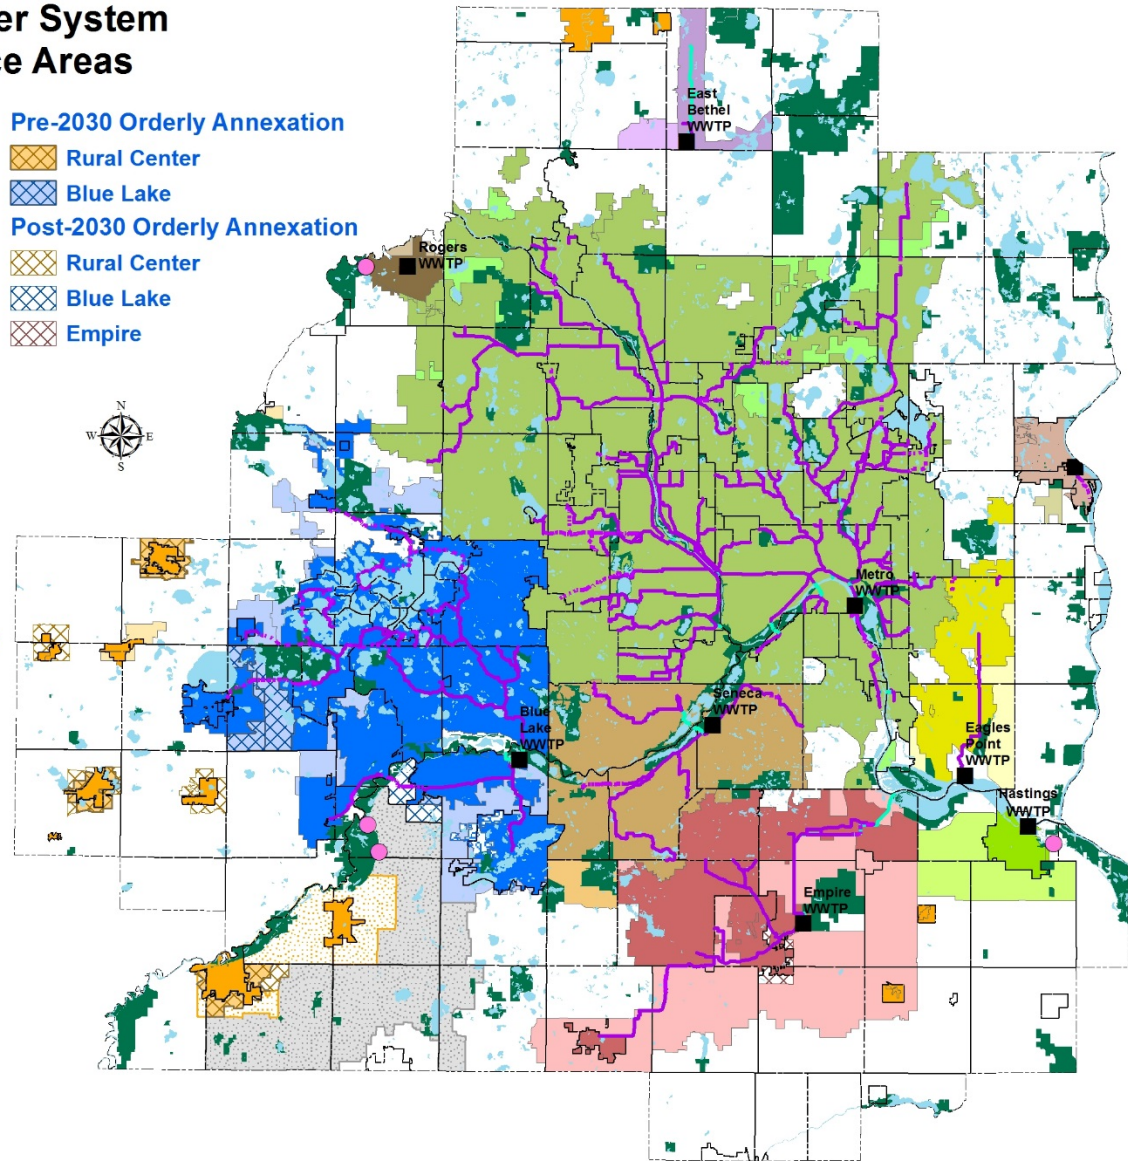 er System
ce Areas
Pre-2030 Orderly Annexation
Rural Center
Blue Lake
Post-2030 Orderly Annexation
Rural Center
Blue Lake
Empire
N
W E
S
East
Bethel
WWTP
Rogers
WWTP
Metro
WWTP
Seneca
WWTP
Blue
Lake
WWTP
Eagles
Point
WWTP
Hastings
WWTP
Empire
WWTP